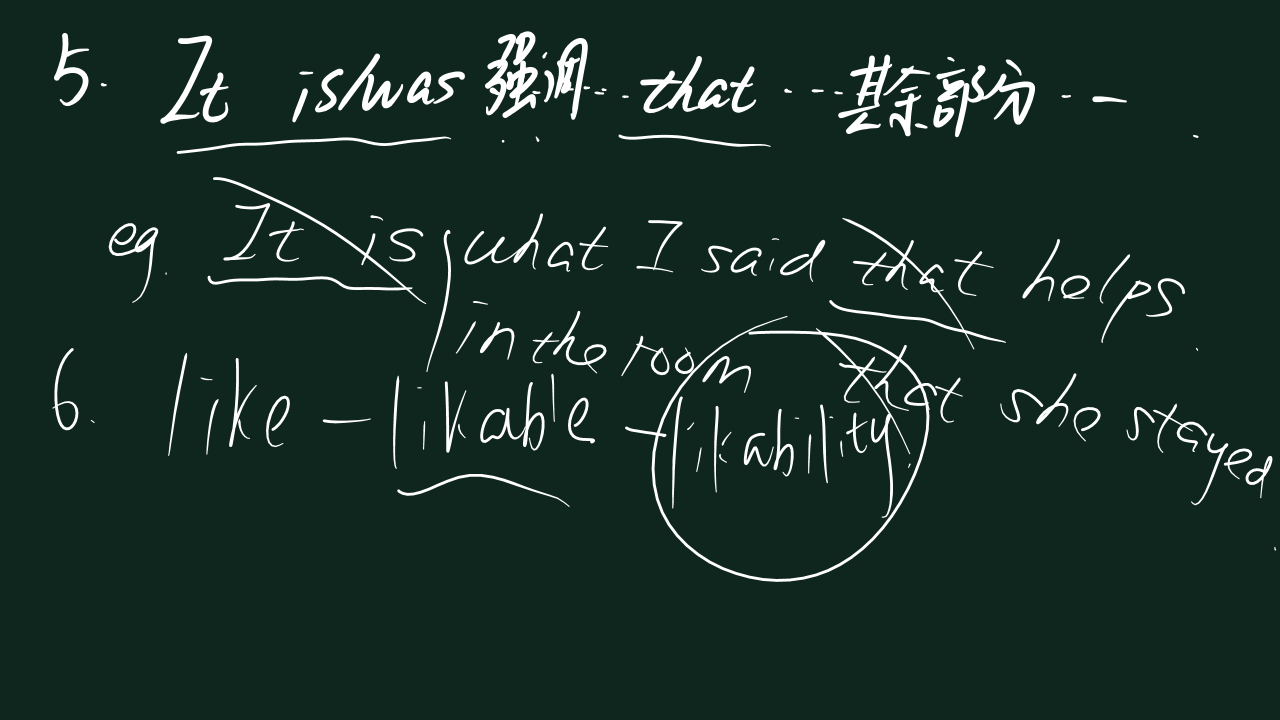 5. It is/was 强调... that ... 其余部分...
eg. It is what I said that helps
in the room that she stayed
6. like - likable - likability